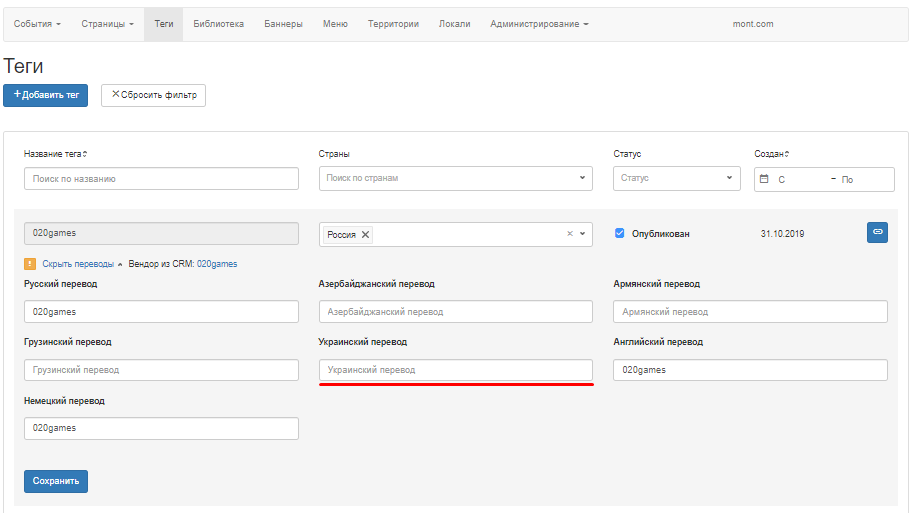 События Страницы Теги Библиотека Баннеры Меню Территории Локали Администрирование mont.com
Теги
+Добавить тег ×Сбросить фильтр
Название тега Страны Статус Создан
Поиск по названию Поиск по странам Статус С - По
020games Россия × × Опубликован 31.10.2019
! Скрыть переводы Вендор из CRM: 020games
Русский перевод Азербайджанский перевод Армянский перевод
020games Азербайджанский перевод Армянский перевод
Грузинский перевод Украинский перевод Английский перевод
Грузинский перевод Украинский перевод 020games
Немецкий перевод
020games
Сохранить